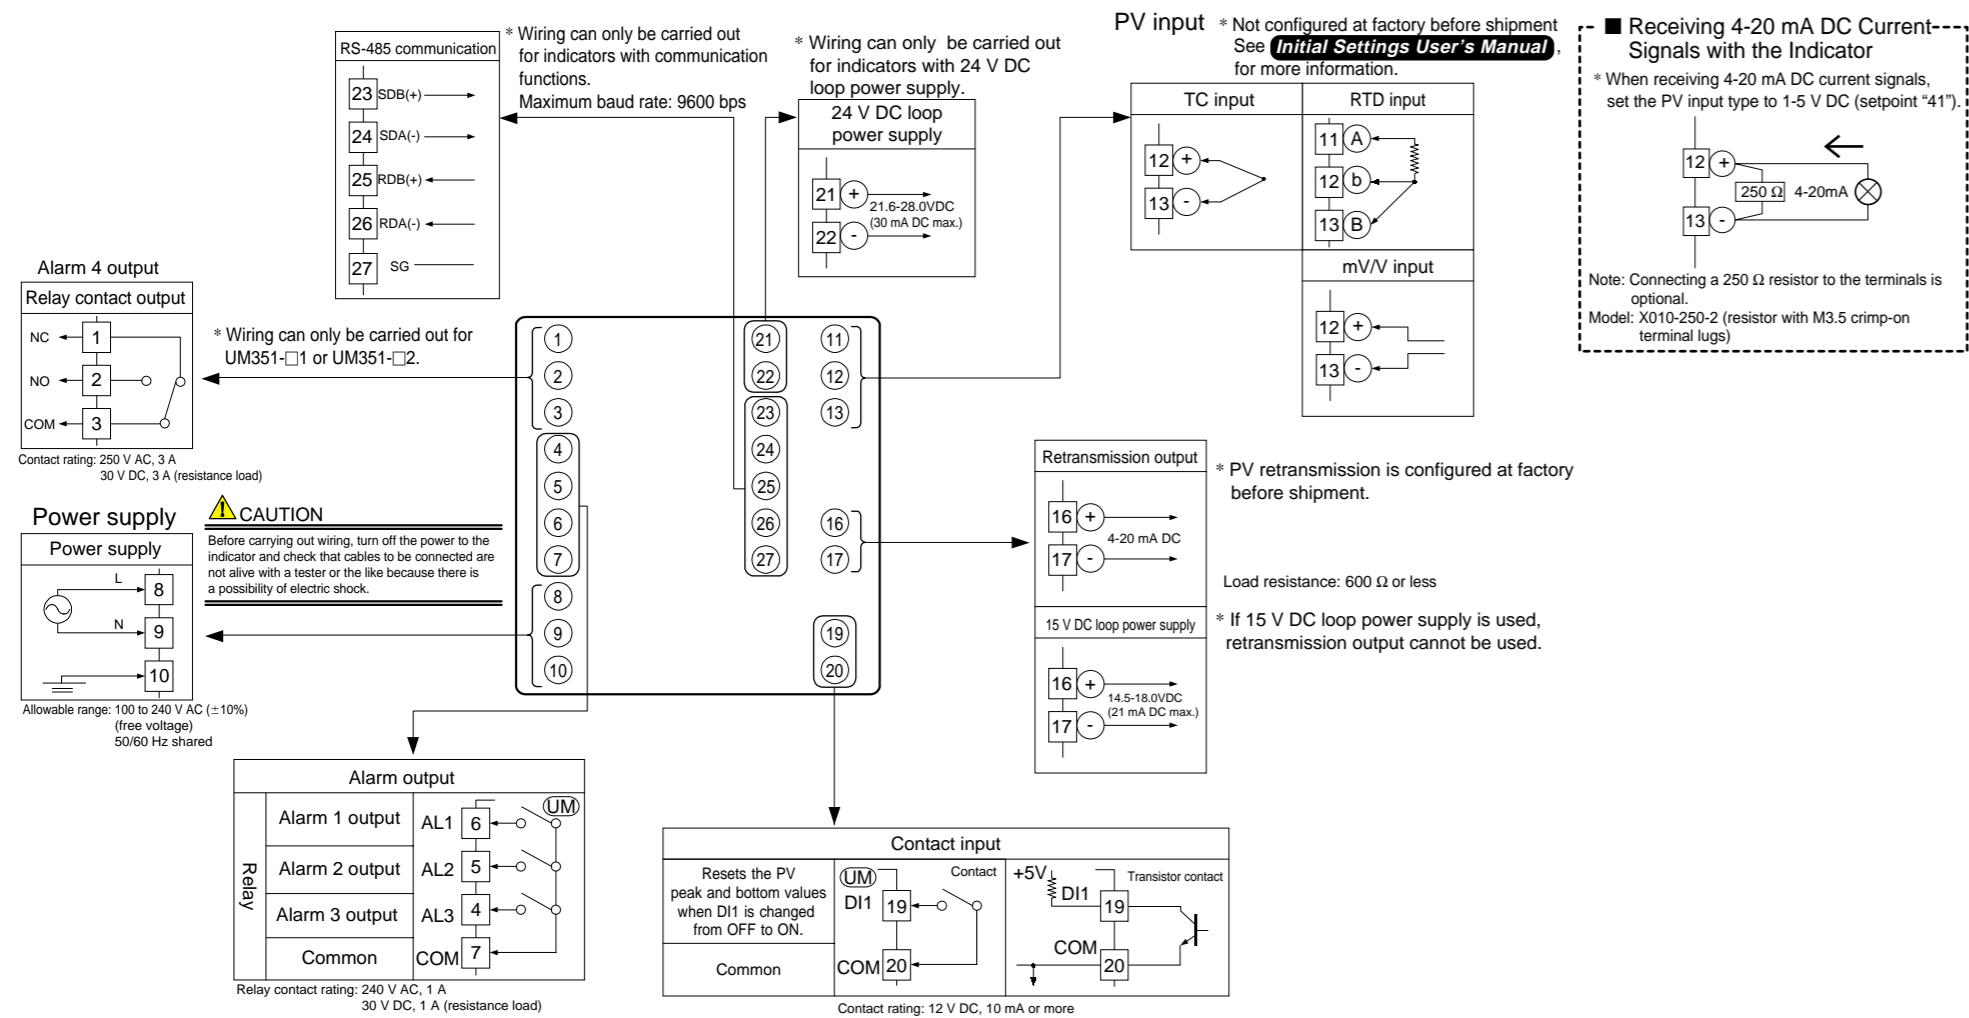 RS-485 communication
23 SDB(+)
24 SDA(-)
25 RDB(+)
26 RDA(-)
27 SG
* Wiring can only be carried out
for indicators with communication
functions.
Maximum baud rate: 9600 bps
* Wiring can only be carried out
for indicators with 24 V DC
loop power supply.
24 V DC loop
power supply
21 +
21.6-28.0VDC
(30 mA DC max.)
22 -
PV input
* Not configured at factory before shipment
See Initial Settings User's Manual,
for more information.
TC input
12 +
13 -
RTD input
11 A
12 b
13 B
mV/V input
12 +
13 -
■ Receiving 4-20 mA DC Current
Signals with the Indicator
* When receiving 4-20 mA DC current signals,
set the PV input type to 1-5 V DC (setpoint “41”).
12 +
250 Ω 4-20mA
13 -
Note: Connecting a 250 Ω resistor to the terminals is
optional.
Model: X010-250-2 (resistor with M3.5 crimp-on
terminal lugs)
Alarm 4 output
Relay contact output
NC 1
NO 2
COM 3
Contact rating: 250 V AC, 3 A
30 V DC, 3 A (resistance load)
* Wiring can only be carried out for
UM351-□1 or UM351-□2.
Power supply
Power supply
L 8
N 9
10
Allowable range: 100 to 240 V AC (±10%)
(free voltage)
50/60 Hz shared
! CAUTION
Before carrying out wiring, turn off the power to the
indicator and check that cables to be connected are
not alive with a tester or the like because there is
a possibility of electric shock.
1 21 11
2 22 12
3 23 13
4 24
5 25
6 26 16
7 27 17
8
9 19
10 20
Retransmission output
16 +
4-20 mA DC
17 -
* PV retransmission is configured at factory
before shipment.
Load resistance: 600 Ω or less
15 V DC loop power supply
16 +
14.5-18.0VDC
(21 mA DC max.)
17 -
* If 15 V DC loop power supply is used,
retransmission output cannot be used.
Alarm output
Relay
UM
Alarm 1 output AL1 6
Alarm 2 output AL2 5
Alarm 3 output AL3 4
Common COM 7
Relay contact rating: 240 V AC, 1 A
30 V DC, 1 A (resistance load)
Contact input
Resets the PV
peak and bottom values
when DI1 is changed
from OFF to ON.
Common
UM Contact
DI1 19
COM 20
+5V Transistor contact
DI1 19
COM 20
Contact rating: 12 V DC, 10 mA or more